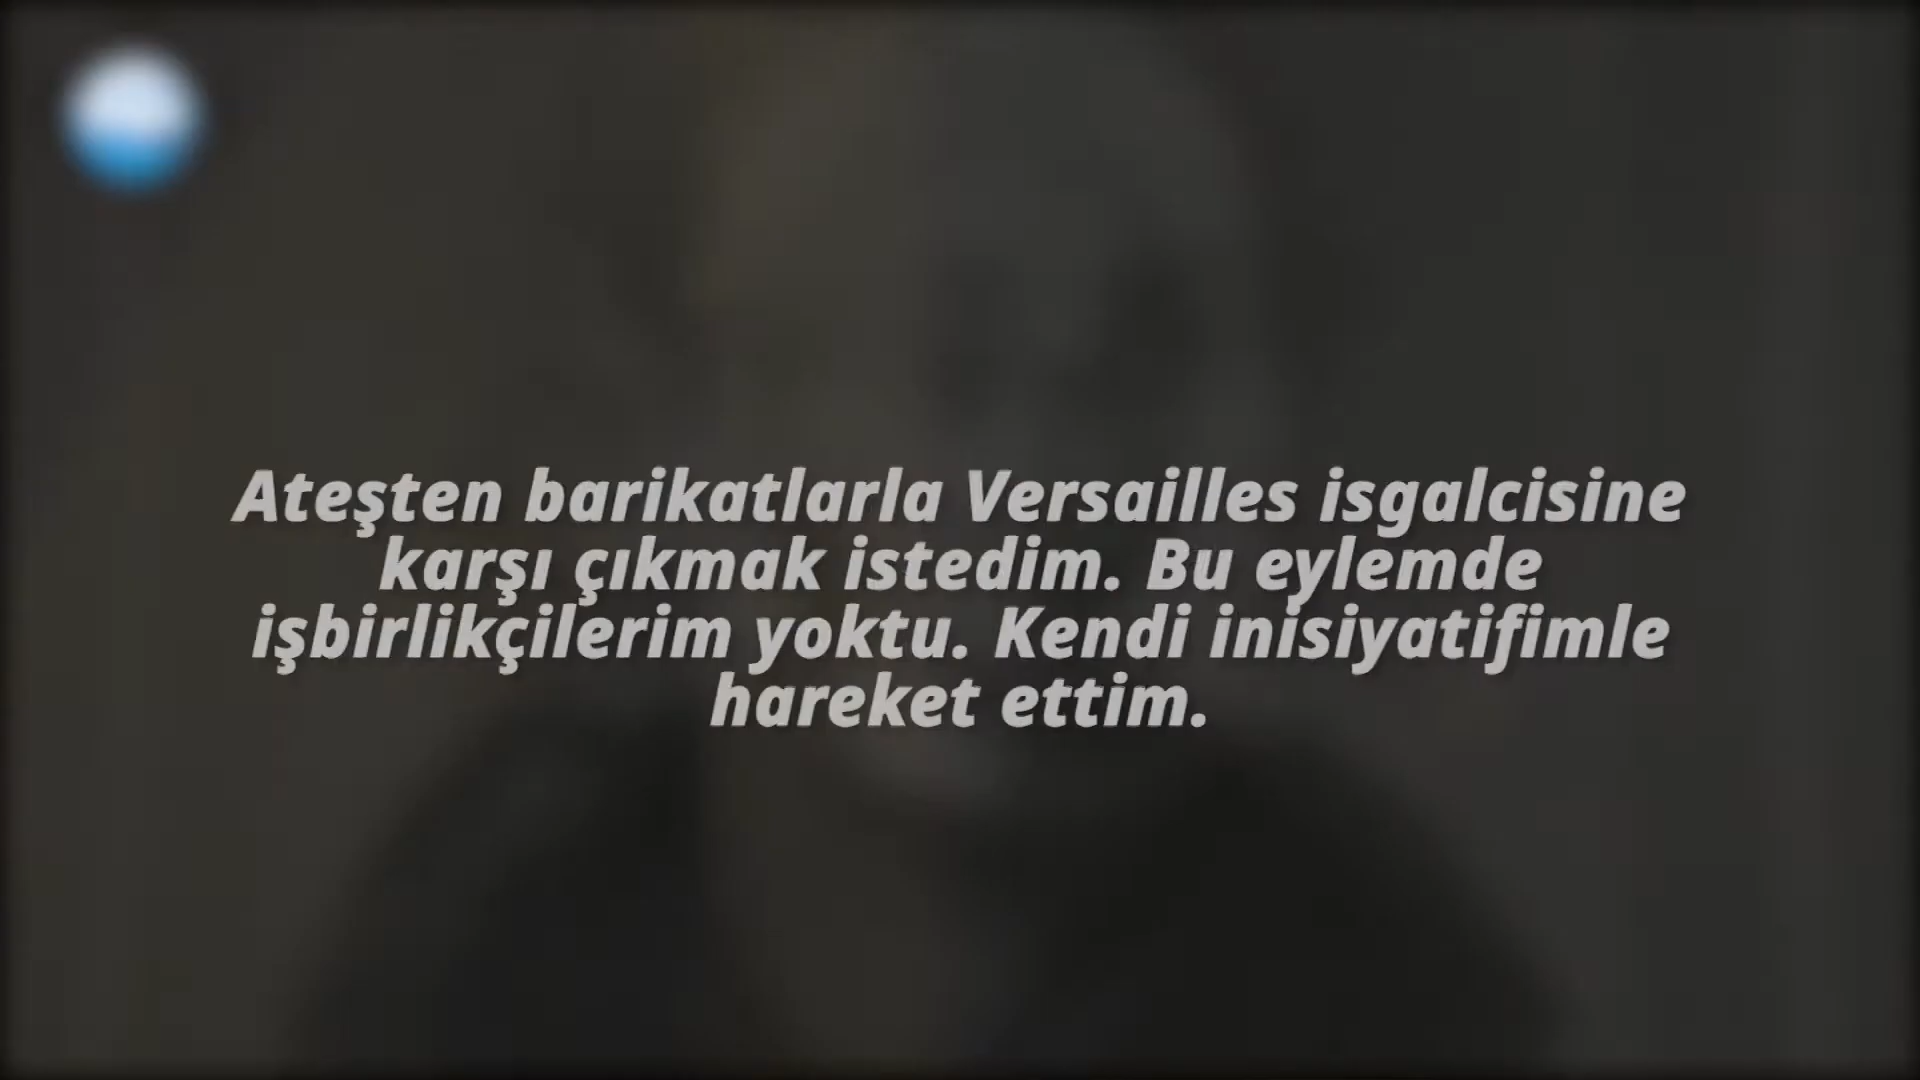 Ateşten barikatlarla Versailles isgalcisine
karşı çıkmak istedim. Bu eylemde
işbirlikçilerim yoktu. Kendi inisiyatifimle
hareket ettim.